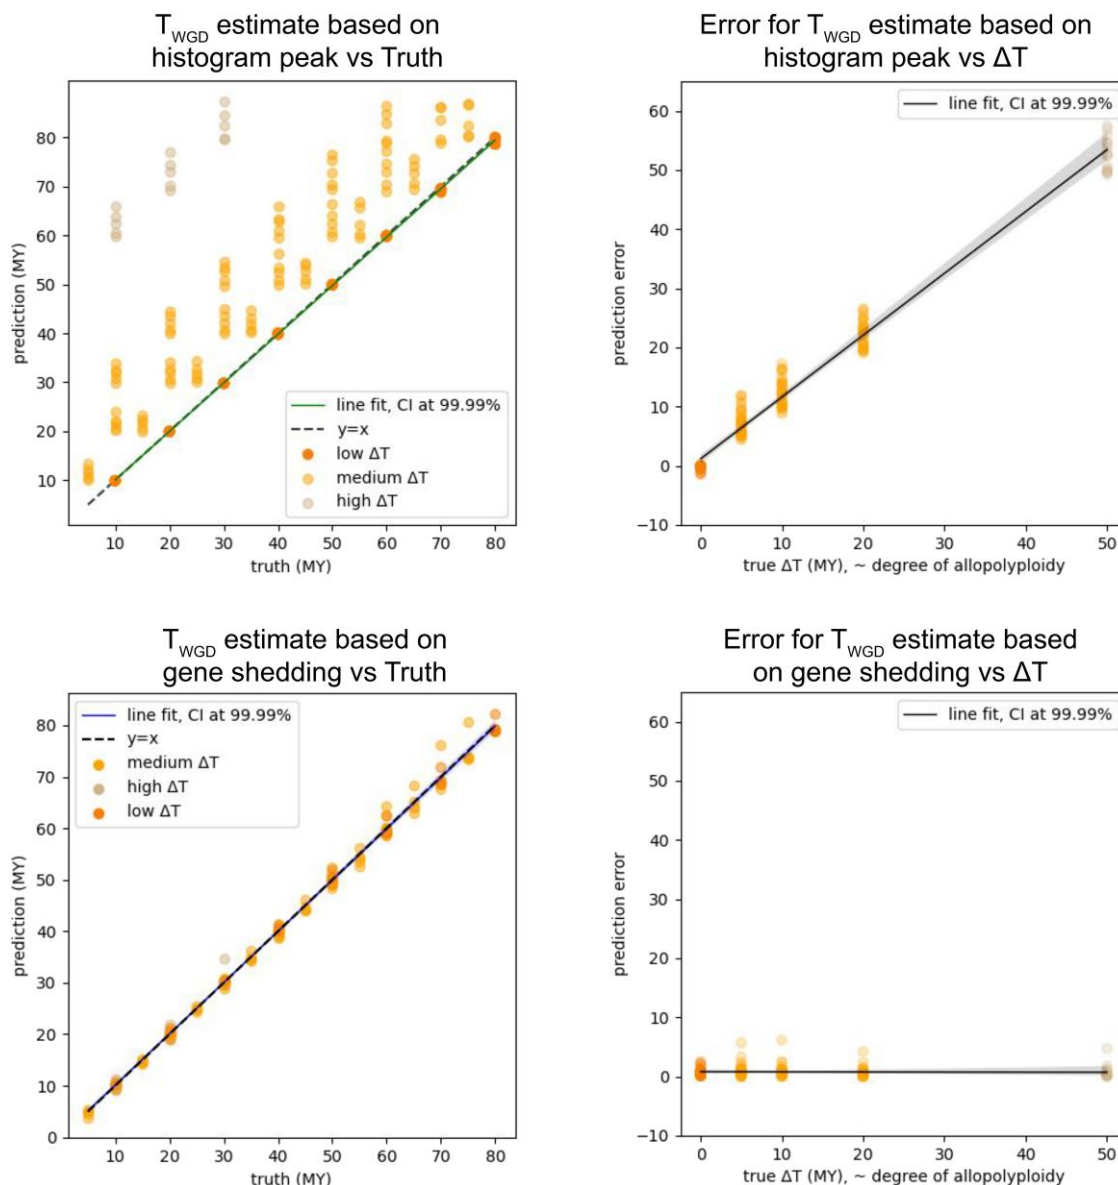 T_WGD estimate based on
histogram peak vs Truth
prediction (MY)
80
70
60
50
40
30
20
10
line fit, CI at 99.99%
y=x
low ΔT
medium ΔT
high ΔT
10 20 30 40 50 60 70 80
truth (MY)
Error for T_WGD estimate based on
histogram peak vs ΔT
prediction error
60
50
40
30
20
10
0
−10
line fit, CI at 99.99%
0 10 20 30 40 50
true ΔT (MY), ~ degree of allopolyploidy
T_WGD estimate based on
gene shedding vs Truth
prediction (MY)
80
70
60
50
40
30
20
10
0
line fit, CI at 99.99%
y=x
medium ΔT
high ΔT
low ΔT
10 20 30 40 50 60 70 80
truth (MY)
Error for T_WGD estimate based
on gene shedding vs ΔT
prediction error
60
50
40
30
20
10
0
−10
line fit, CI at 99.99%
0 10 20 30 40 50
true ΔT (MY), ~ degree of allopolyploidy